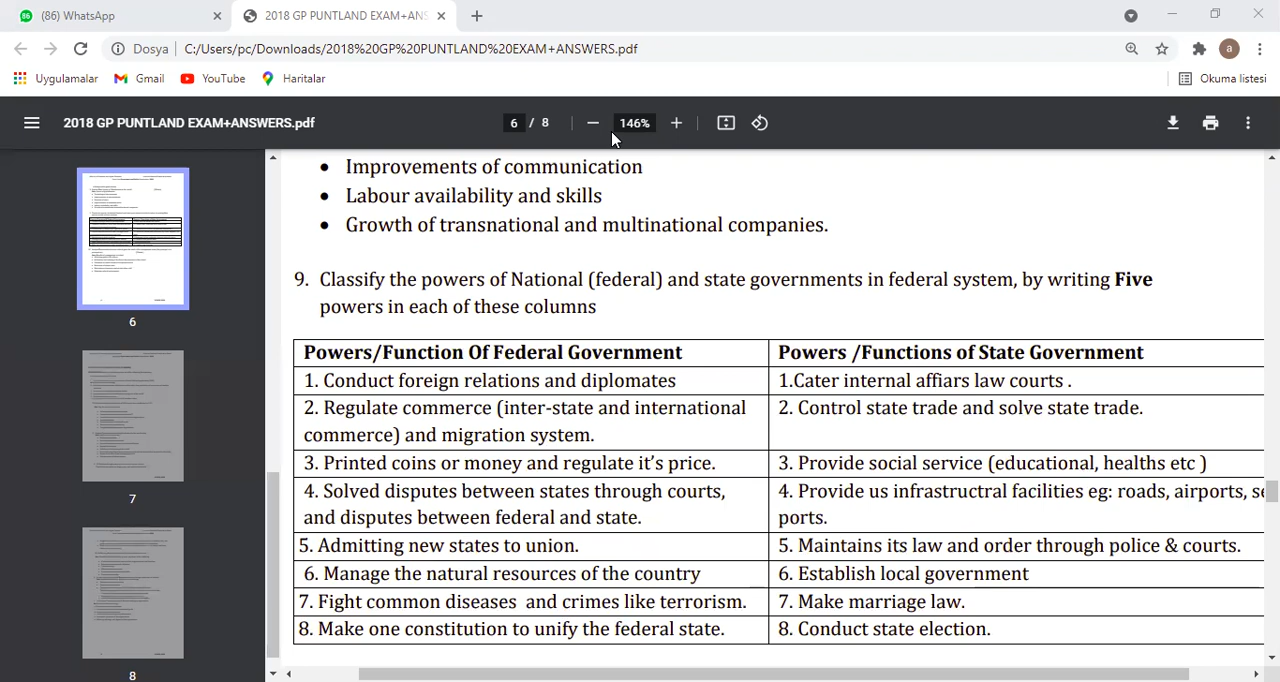 (86) WhatsApp
2018 GP PUNTLAND EXAM+ANS
Dosya
C:/Users/pc/Downloads/2018%20GP%20PUNTLAND%20EXAM+ANSWERS.pdf
a
Uygulamalar
Gmail
YouTube
Haritalar
Okuma listesi
2018 GP PUNTLAND EXAM+ANSWERS.pdf
6 / 8
146%
• Improvements of communication
• Labour availability and skills
• Growth of transnational and multinational companies.
9. Classify the powers of National (federal) and state governments in federal system, by writing Five
powers in each of these columns
Powers/Function Of Federal Government
Powers /Functions of State Government
1. Conduct foreign relations and diplomates
1.Cater internal affiars law courts .
2. Regulate commerce (inter-state and international
commerce) and migration system.
2. Control state trade and solve state trade.
3. Printed coins or money and regulate it's price.
3. Provide social service (educational, healths etc )
4. Solved disputes between states through courts,
and disputes between federal and state.
4. Provide us infrastructral facilities eg: roads, airports,
ports.
5. Admitting new states to union.
5. Maintains its law and order through police & courts.
6. Manage the natural resources of the country
6. Establish local government
7. Fight common diseases and crimes like terrorism.
7. Make marriage law.
8. Make one constitution to unify the federal state.
8. Conduct state election.
6
7
8